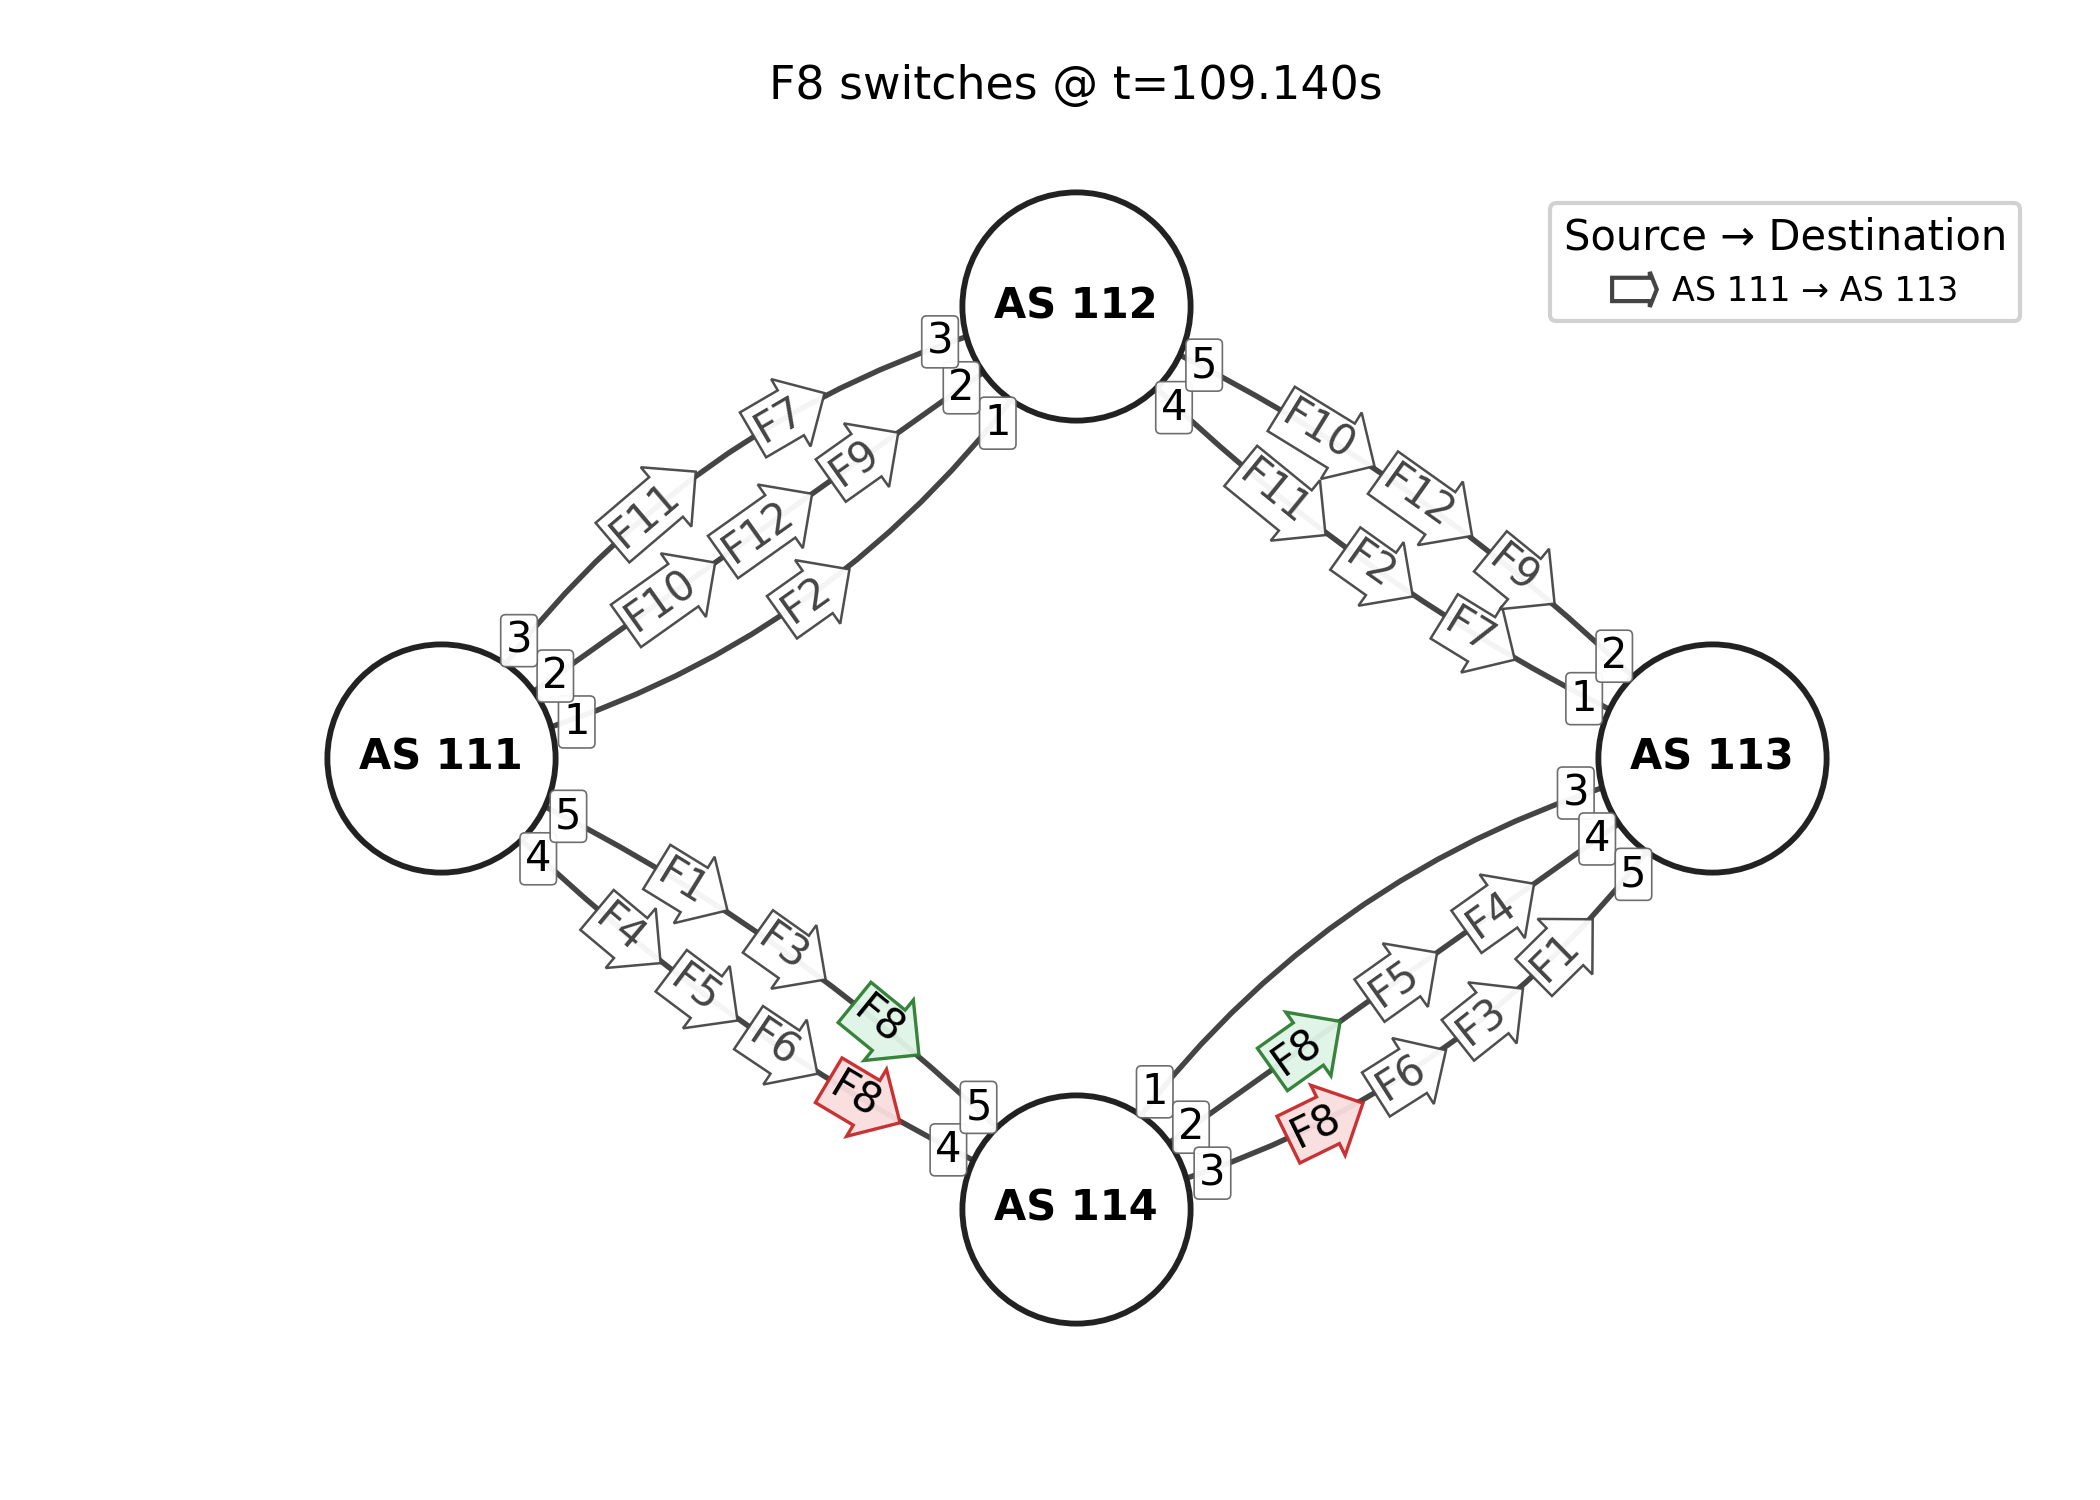 F8 switches @ t=109.140s
Source → Destination
AS 111 → AS 113
AS 112
3
2
1
5
4
F7
F9
F11
F12
F10
F2
F10
F12
F9
F11
F2
F7
3
2
1
2
1
AS 111
AS 113
5
4
3
4
5
F1
F3
F8
F4
F5
F6
F8
F4
F5
F8
F1
F3
F6
F8
5
4
1
2
3
AS 114